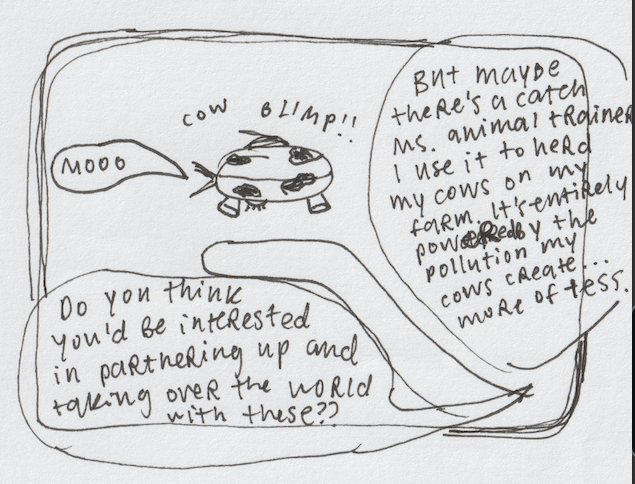 COW BLIMP!!
MOOO
But maybe
there's a catch
Ms. animal trainer
I use it to herd
my cows on my
farm. It's entirely
powered by the
pollution my
cows create...
more of tess.
Do you think
you'd be interested
in partnering up and
taking over the world
with these??